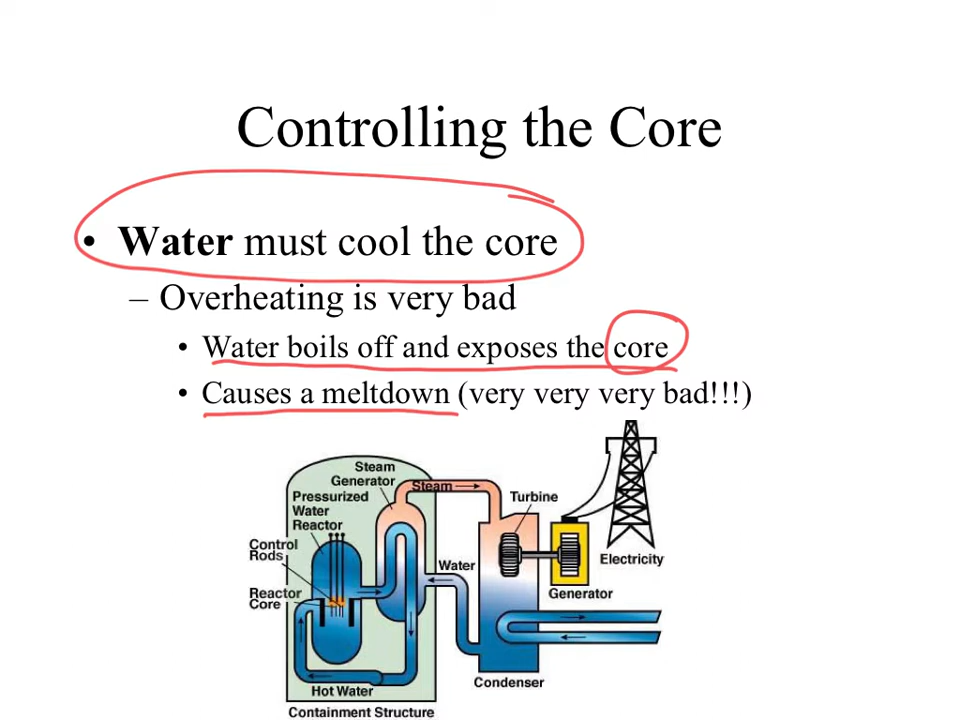 Controlling the Core
• Water must cool the core
– Overheating is very bad
• Water boils off and exposes the core
• Causes a meltdown (very very very bad!!!)
Steam
Generator
Steam
Pressurized
Water
Reactor
Turbine
Control
Rods
Water
Electricity
Reactor
Core
Generator
Hot Water
Condenser
Containment Structure